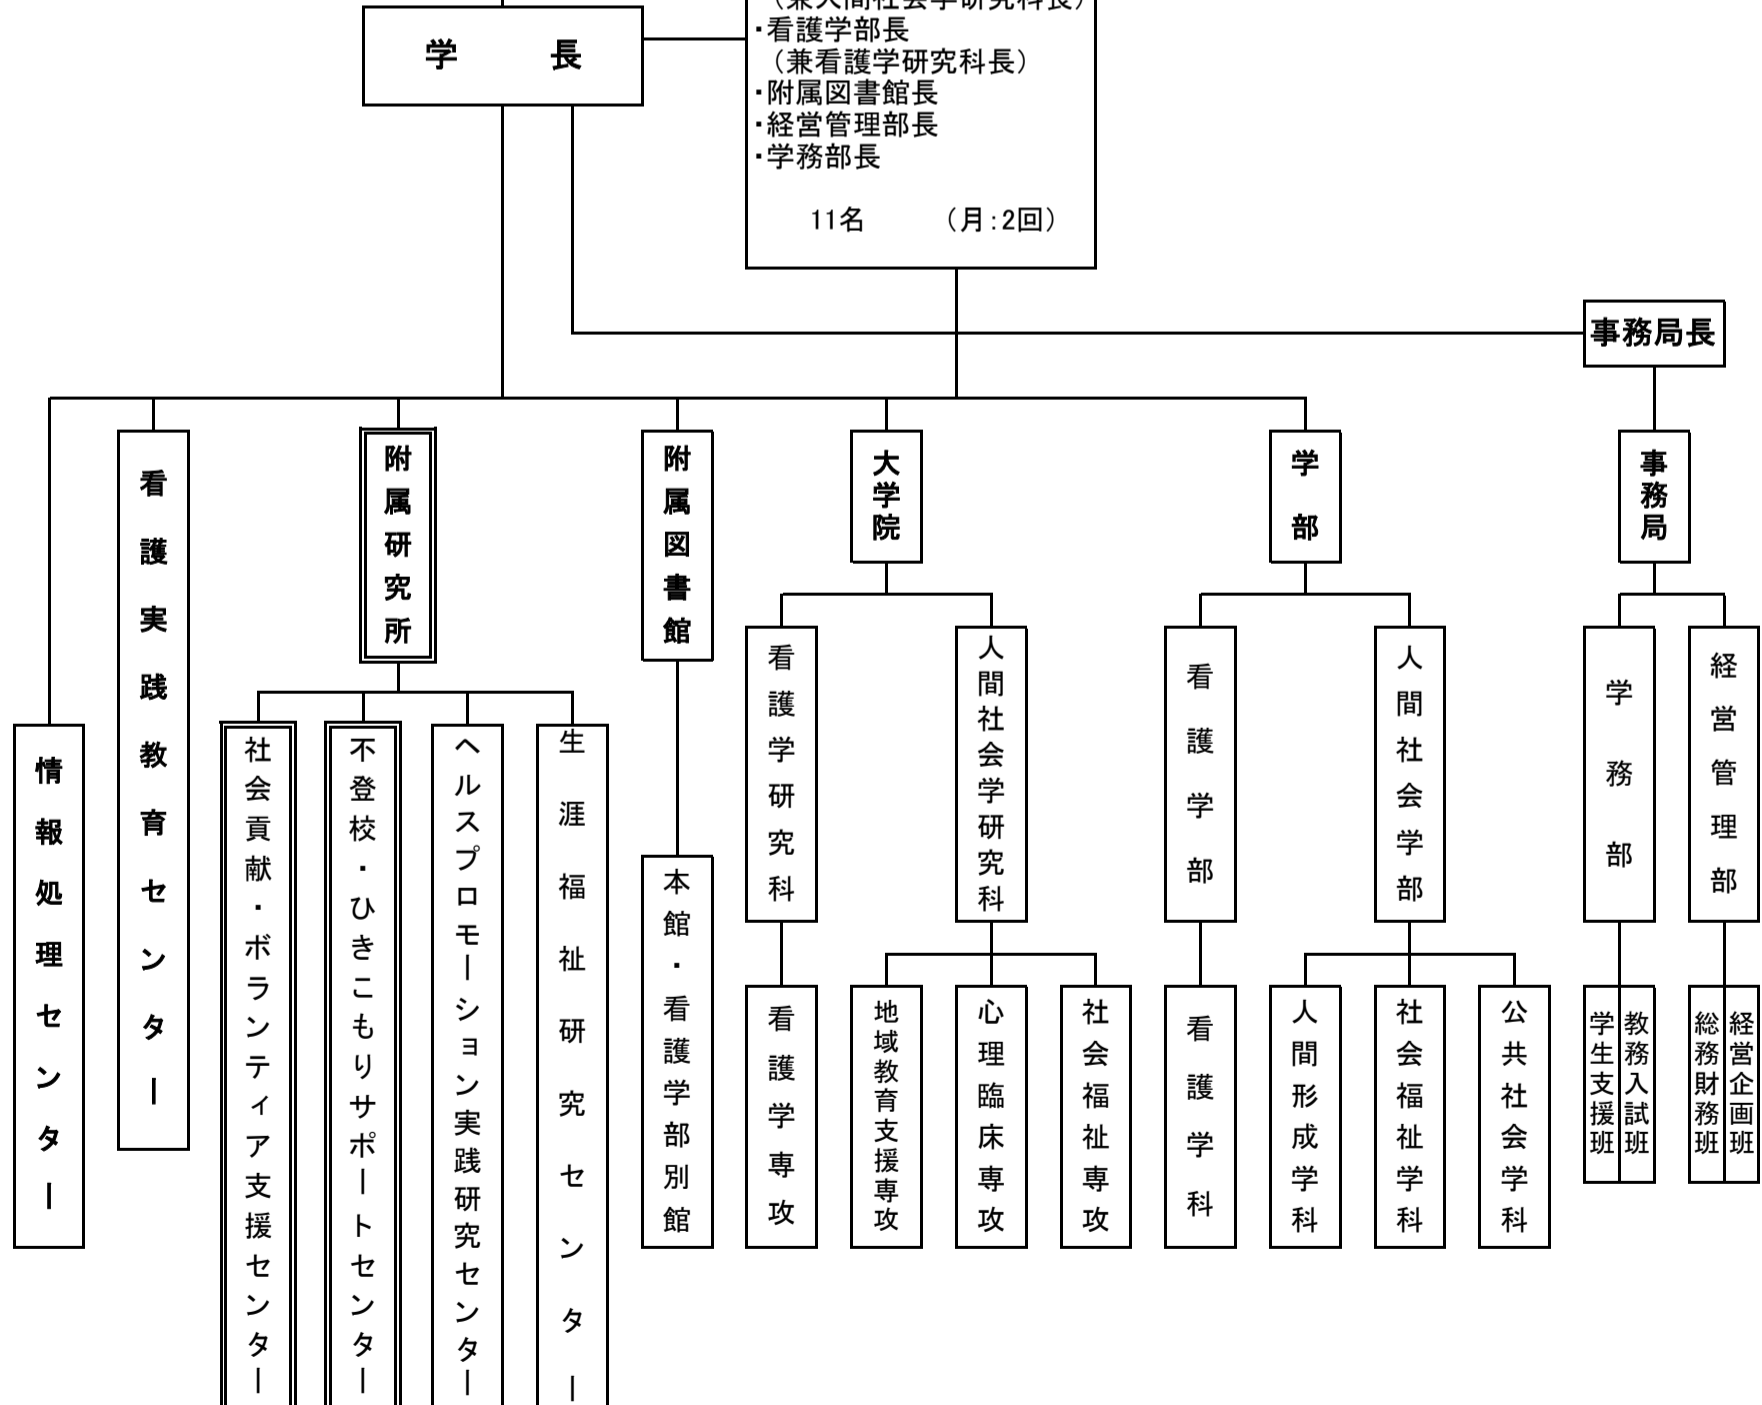 (兼人間社会学研究科長)
学 長
・看護学部長
(兼看護学研究科長)
・附属図書館長
・経営管理部長
・学務部長
11名 (月:2回)
事務局長
情報処理センター
看護実践教育センター
附属研究所
附属図書館
大学院
学部
事務局
社会貢献・ボランティア支援センター
不登校・ひきこもりサポートセンター
ヘルスプロモーション実践研究センター
生涯福祉研究センター
本館・看護学部別館
看護学研究科
人間社会学研究科
看護学部
人間社会学部
学務部
経営管理部
看護学専攻
地域教育支援専攻
心理臨床専攻
社会福祉専攻
看護学科
人間形成学科
社会福祉学科
公共社会学科
学生支援班
教務入試班
総務財務班
経営企画班